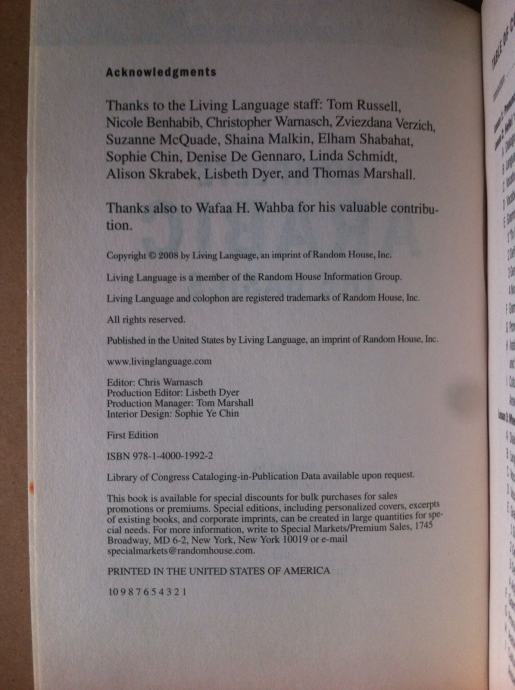 Acknowledgments
Thanks to the Living Language staff: Tom Russell,
Nicole Benhabib, Christopher Warnasch, Zviezdana Verzich,
Suzanne McQuade, Shaina Malkin, Elham Shabahat,
Sophie Chin, Denise De Gennaro, Linda Schmidt,
Alison Skrabek, Lisbeth Dyer, and Thomas Marshall.
Thanks also to Wafaa H. Wahba for his valuable contribu-
tion.
Copyright © 2008 by Living Language, an imprint of Random House, Inc.
Living Language is a member of the Random House Information Group.
Living Language and colophon are registered trademarks of Random House, Inc.
All rights reserved.
Published in the United States by Living Language, an imprint of Random House, Inc.
www.livinglanguage.com
Editor: Chris Warnasch
Production Editor: Lisbeth Dyer
Production Manager: Tom Marshall
Interior Design: Sophie Ye Chin
First Edition
ISBN 978-1-4000-1992-2
Library of Congress Cataloging-in-Publication Data available upon request.
This book is available for special discounts for bulk purchases for sales
promotions or premiums. Special editions, including personalized covers, excerpts
of existing books, and corporate imprints, can be created in large quantities for spe-
cial needs. For more information, write to Special Markets/Premium Sales, 1745
Broadway, MD 6-2, New York, New York 10019 or e-mail
specialmarkets@randomhouse.com.
PRINTED IN THE UNITED STATES OF AMERICA
10 9 8 7 6 5 4 3 2 1
TABLE OF